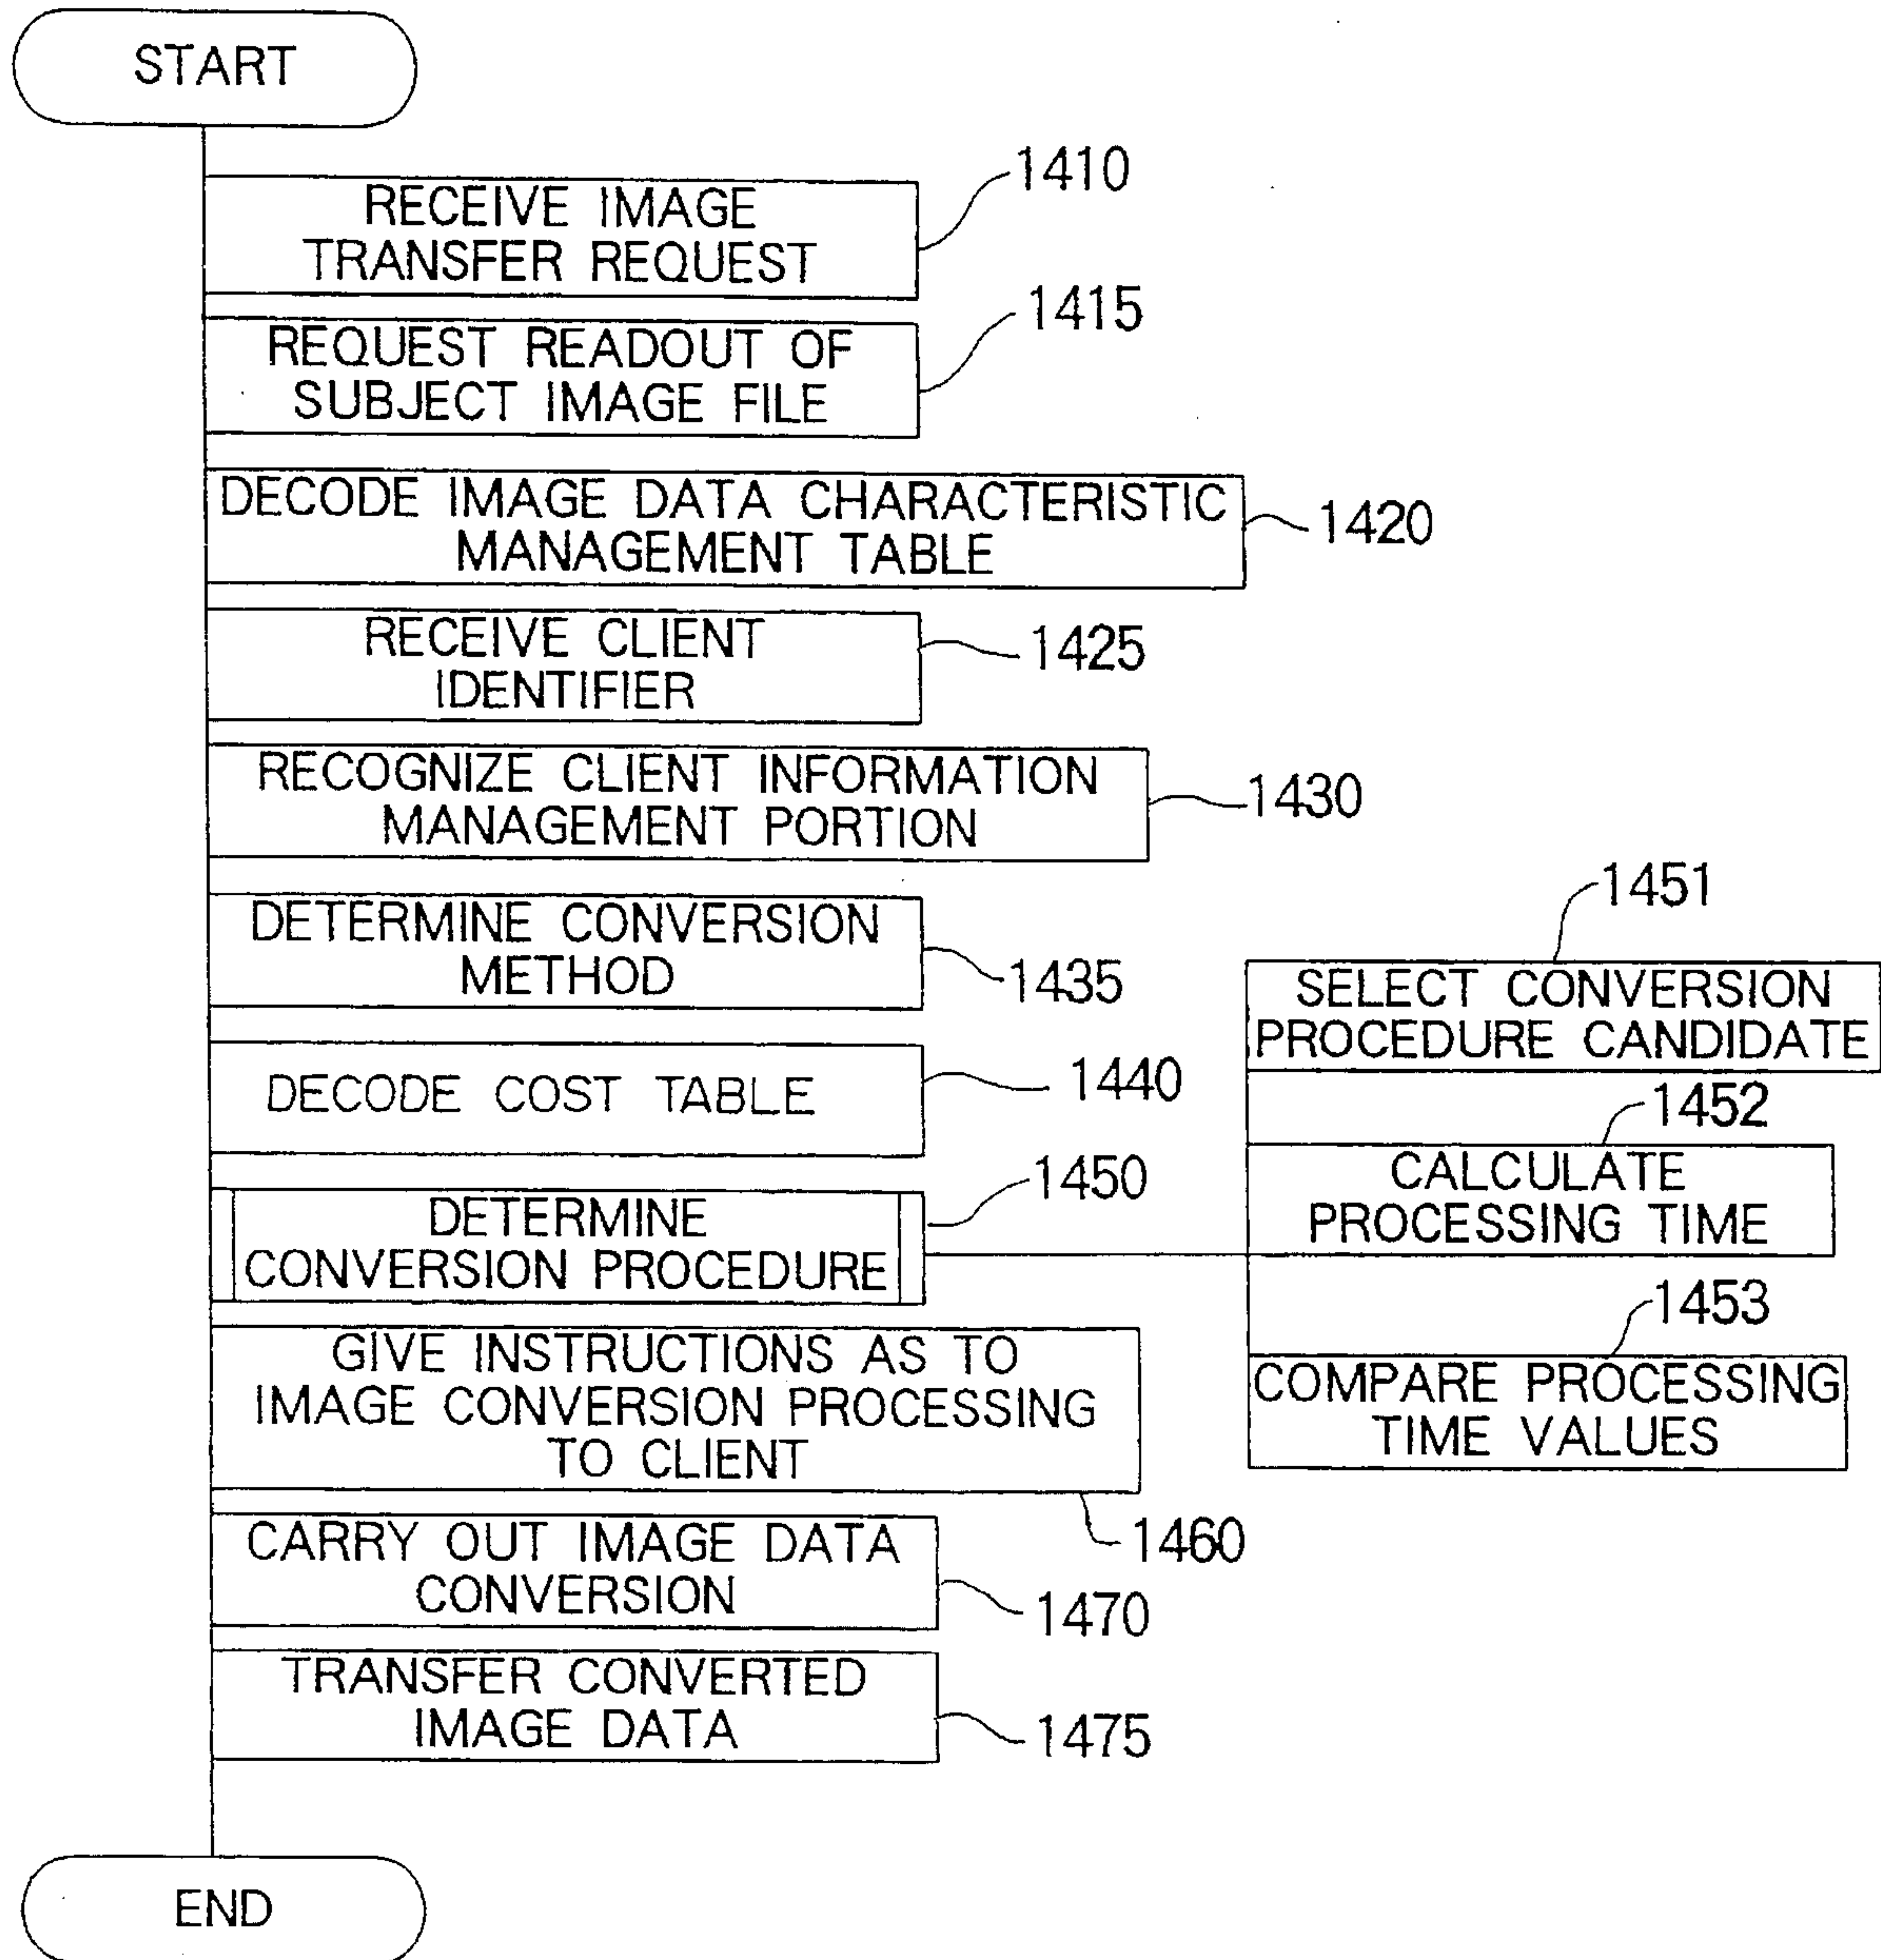 START
1410
RECEIVE IMAGE
TRANSFER REQUEST
1415
REQUEST READOUT OF
SUBJECT IMAGE FILE
DECODE IMAGE DATA CHARACTERISTIC
MANAGEMENT TABLE
1420
RECEIVE CLIENT
IDENTIFIER
1425
RECOGNIZE CLIENT INFORMATION
MANAGEMENT PORTION
1430
DETERMINE CONVERSION
METHOD
1435
DECODE COST TABLE
1440
1450
DETERMINE
CONVERSION PROCEDURE
1451
SELECT CONVERSION
PROCEDURE CANDIDATE
1452
CALCULATE
PROCESSING TIME
1453
COMPARE PROCESSING
TIME VALUES
GIVE INSTRUCTIONS AS TO
IMAGE CONVERSION PROCESSING
TO CLIENT
1460
CARRY OUT IMAGE DATA
CONVERSION
1470
TRANSFER CONVERTED
IMAGE DATA
1475
END